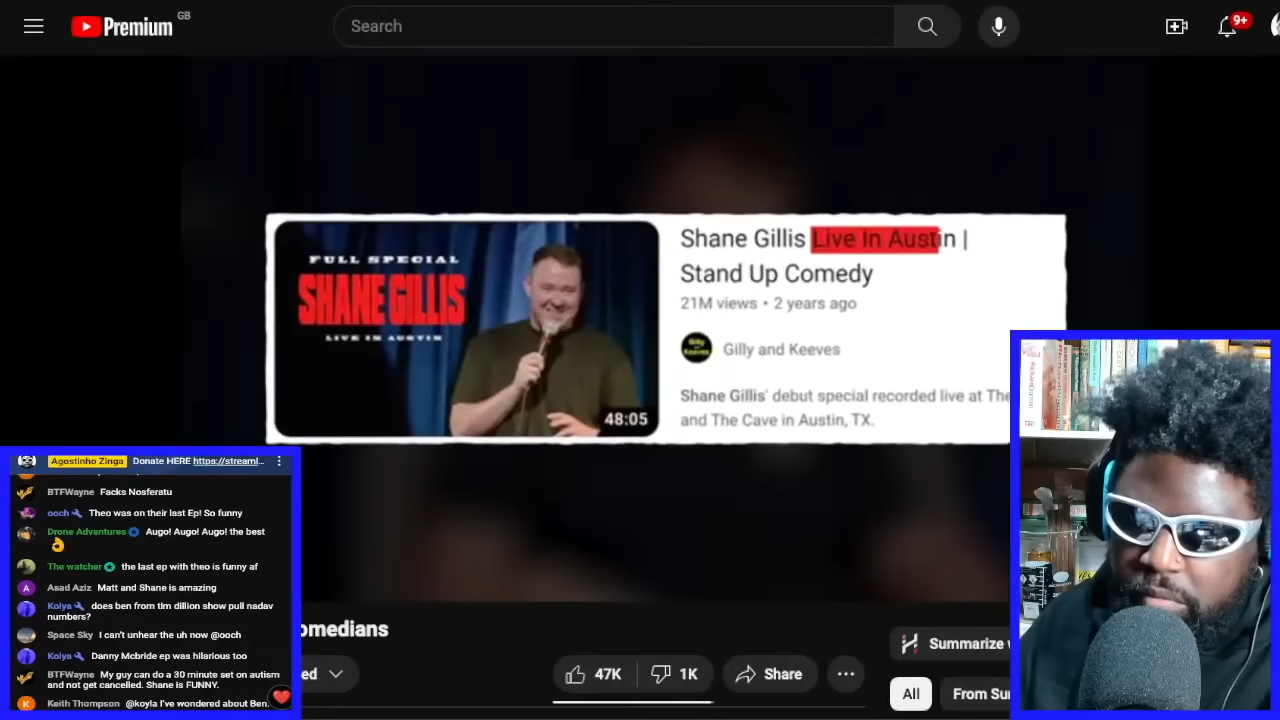 Premium GB
Search
9+
FULL SPECIAL
SHANE GILLIS
LIVE IN AUSTIN
48:05
Shane Gillis Live In Austin |
Stand Up Comedy
21M views • 2 years ago
Gilly and Keeves
Gilly and Keeves
Shane Gillis' debut special recorded live at The
and The Cave in Austin, TX.
omedians
ed
47K
1K
Share
Summarize
All
From Su
Agostinho Zinga Donate HERE https://streaml...
BTFWayne Facks Nosferatu
ooch Theo was on their last Ep! So funny
Drone Adventures Augo! Augo! Augo! the best
The watcher the last ep with theo is funny af
A Asad Aziz Matt and Shane is amazing
Kolya does ben from tim dillion show pull nadav
numbers?
Space Sky I can't unhear the uh now @ooch
Kolya Danny Mcbride ep was hilarious too
BTFWayne My guy can do a 30 minute set on autism
and not get cancelled. Shane is FUNNY.
K Keith Thompson @koyla I've wondered about Ben.